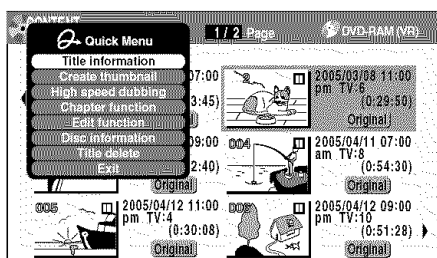 CONTENT
1 / 2 Page
DVD-RAM (VR)
Quick Menu
Title information
Create thumbnail
High speed dubbing
Chapter function
Edit function
Disc information
Title delete
Exit
07:00
3:45)
2005/03/08 11:00
pm TV:6
(0:29:50)
Original
09:00
2:40)
Original
004
2005/04/11 07:00
am TV:8
(0:54:30)
Original
005
2005/04/12 11:00
pm TV:4
(0:30:08)
Original
006
2005/04/12 09:00
pm TV:10
(0:51:28)
Original